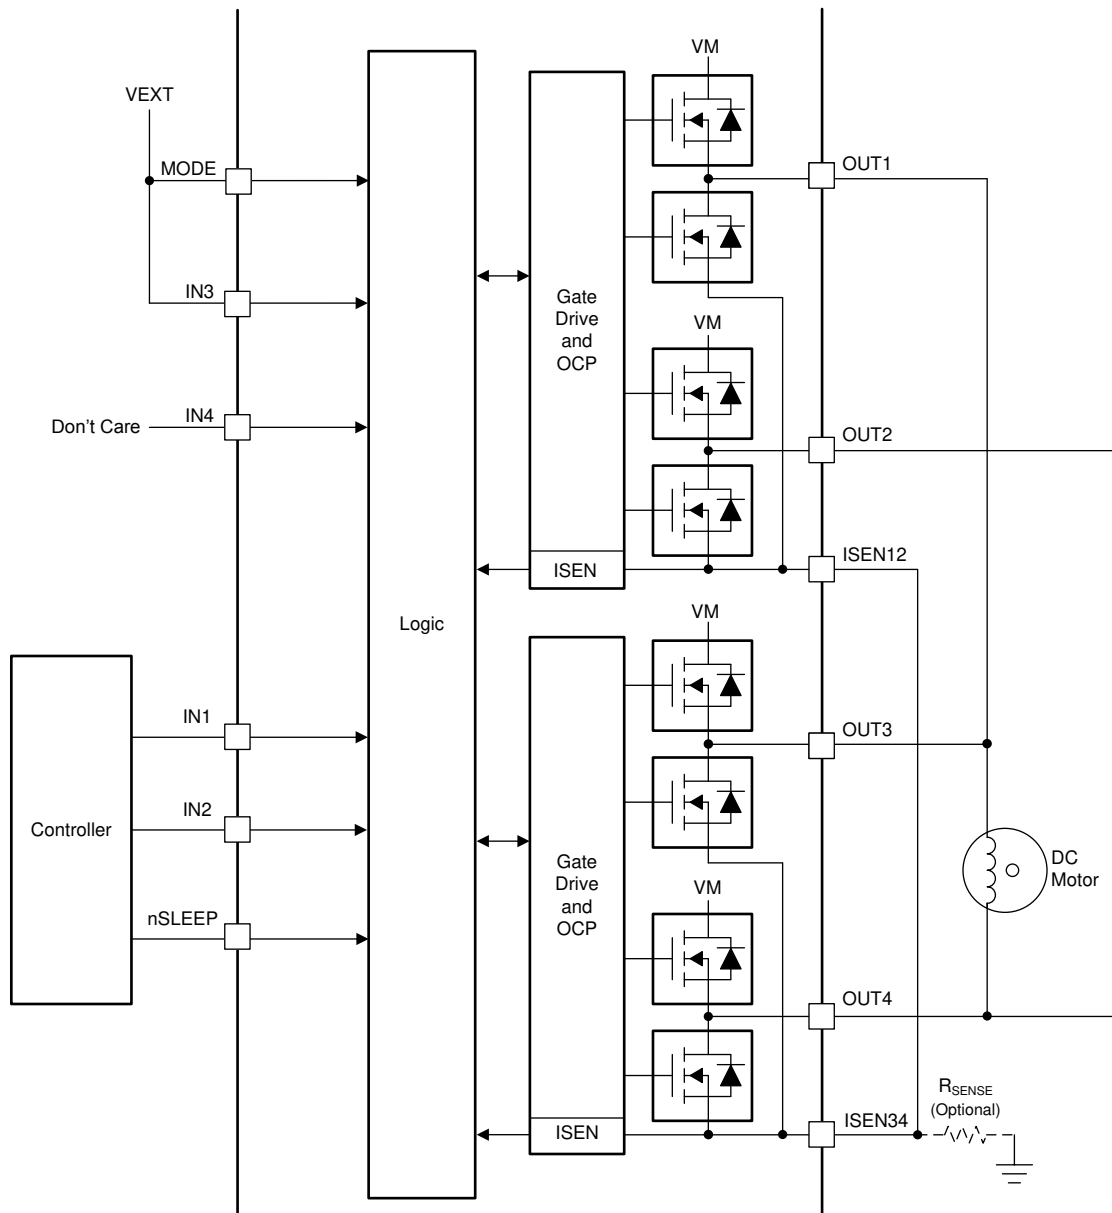 VM
VEXT
MODE
OUT1
IN3
Gate
Drive
and
OCP
VM
Don't Care
IN4
OUT2
ISEN
ISEN12
Logic
VM
IN1
OUT3
Controller
IN2
Gate
Drive
and
OCP
DC
Motor
VM
nSLEEP
OUT4
RSENSE
(Optional)
ISEN
ISEN34